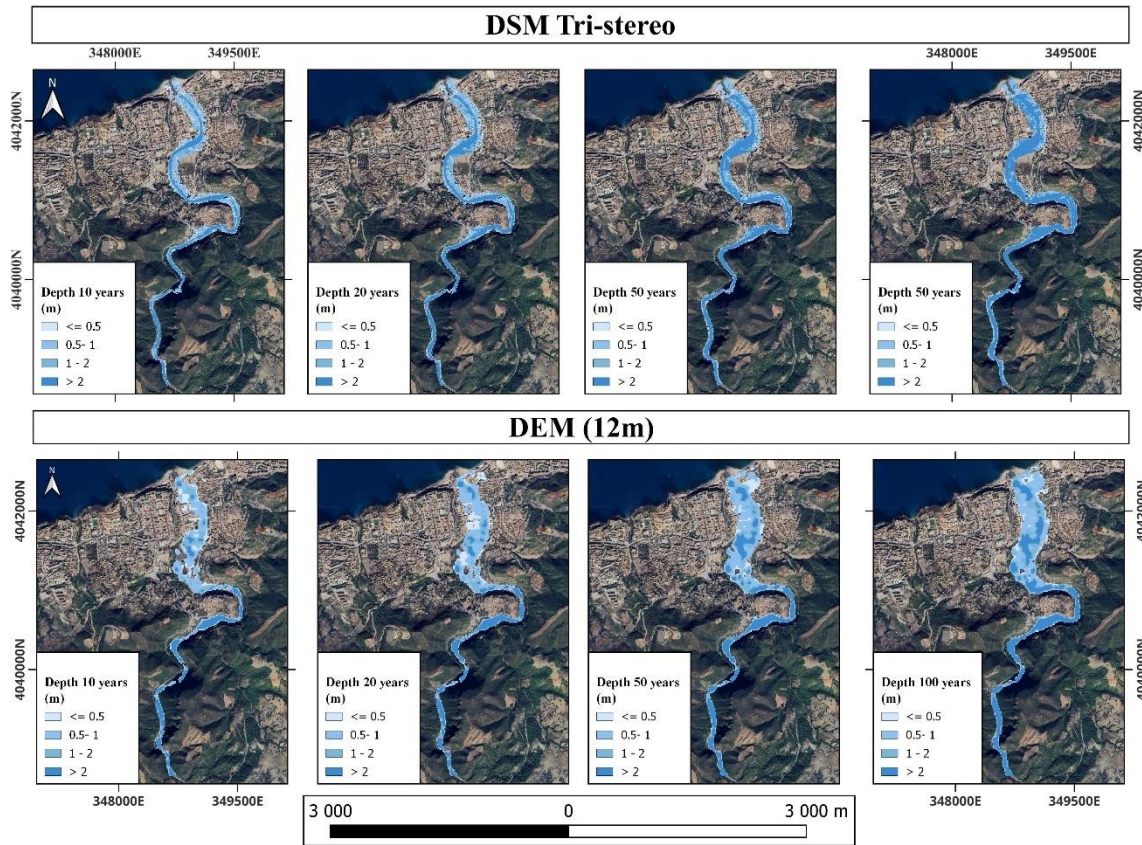 DSM Tri-stereo
348000E 349500E 348000E 349500E
N
4042000N 4042000N
4040000N 4040000N
Depth 10 years
(m)
<= 0.5
0.5- 1
1 - 2
> 2
Depth 20 years
(m)
<= 0.5
0.5- 1
1 - 2
> 2
Depth 50 years
(m)
<= 0.5
0.5- 1
1 - 2
> 2
Depth 50 years
(m)
<= 0.5
0.5- 1
1 - 2
> 2
DEM (12m)
N
4042000N 4042000N
4040000N 4040000N
Depth 10 years
(m)
<= 0.5
0.5- 1
1 - 2
> 2
Depth 20 years
(m)
<= 0.5
0.5- 1
1 - 2
> 2
Depth 50 years
(m)
<= 0.5
0.5- 1
1 - 2
> 2
Depth 100 years
(m)
<= 0.5
0.5- 1
1 - 2
> 2
348000E 349500E 348000E 349500E
3 000 0 3 000 m